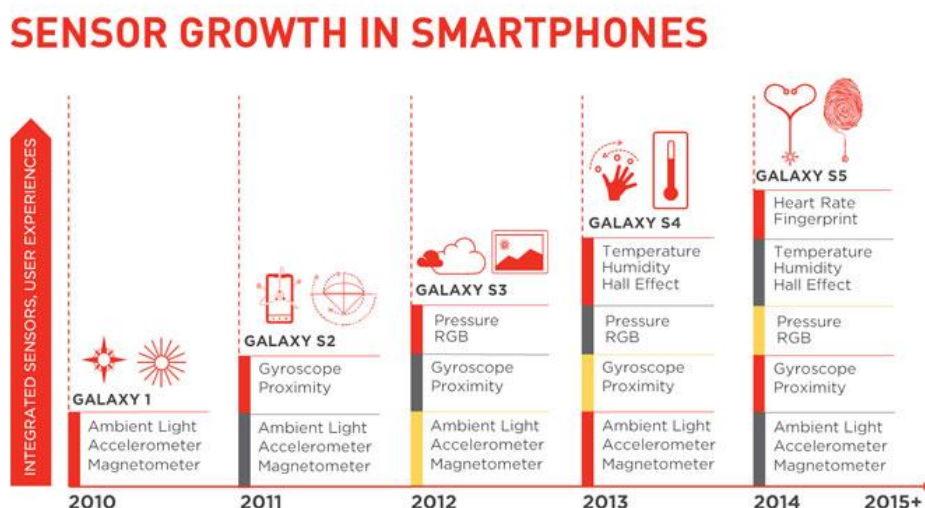 SENSOR GROWTH IN SMARTPHONES
INTEGRATED SENSORS, USER EXPERIENCES
GALAXY 1
Ambient Light
Accelerometer
Magnetometer
2010
GALAXY S2
Gyroscope
Proximity
Ambient Light
Accelerometer
Magnetometer
2011
GALAXY S3
Pressure
RGB
Gyroscope
Proximity
Ambient Light
Accelerometer
Magnetometer
2012
GALAXY S4
Temperature
Humidity
Hall Effect
Pressure
RGB
Gyroscope
Proximity
Ambient Light
Accelerometer
Magnetometer
2013
GALAXY S5
Heart Rate
Fingerprint
Temperature
Humidity
Hall Effect
Pressure
RGB
Gyroscope
Proximity
Ambient Light
Accelerometer
Magnetometer
2014
2015+